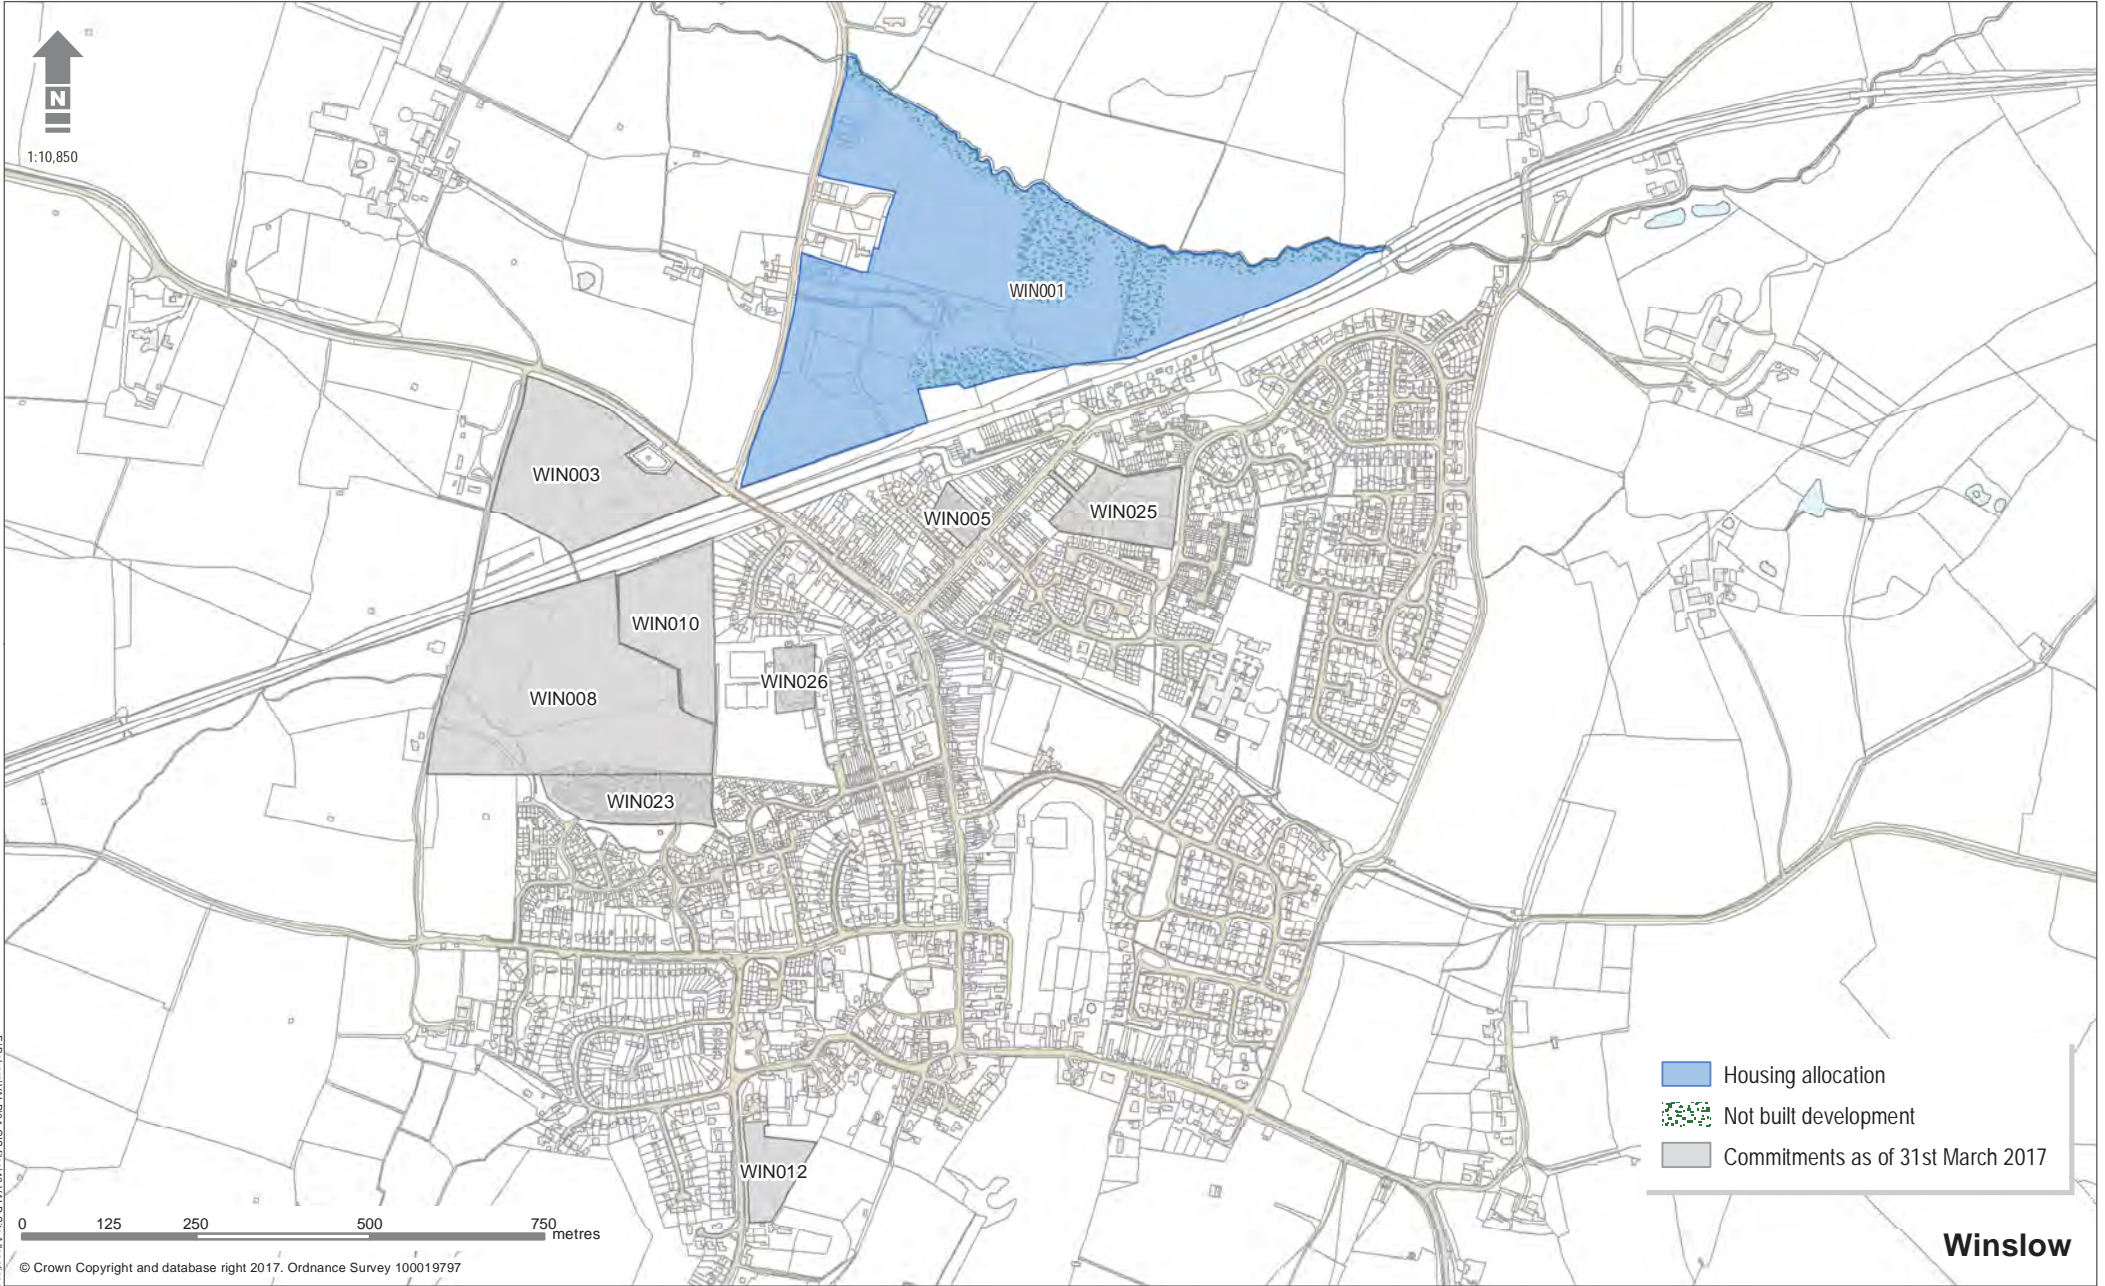 N
1:10,850
WIN001
WIN003
WIN005
WIN025
WIN010
WIN026
WIN008
WIN023
WIN012
Housing allocation
Not built development
Commitments as of 31st March 2017
0 125 250 500 750
metres
© Crown Copyright and database right 2017. Ordnance Survey 100019797
Winslow